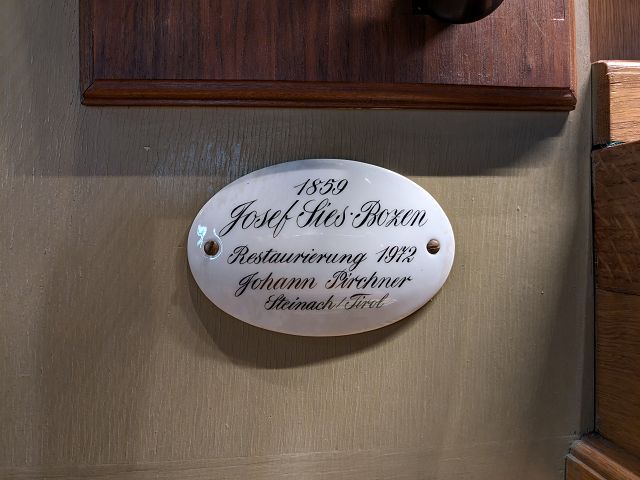 1859
Josef Sies·Bozen
Restaurierung 1972
Johann Pirchner
Steinach/Tirol